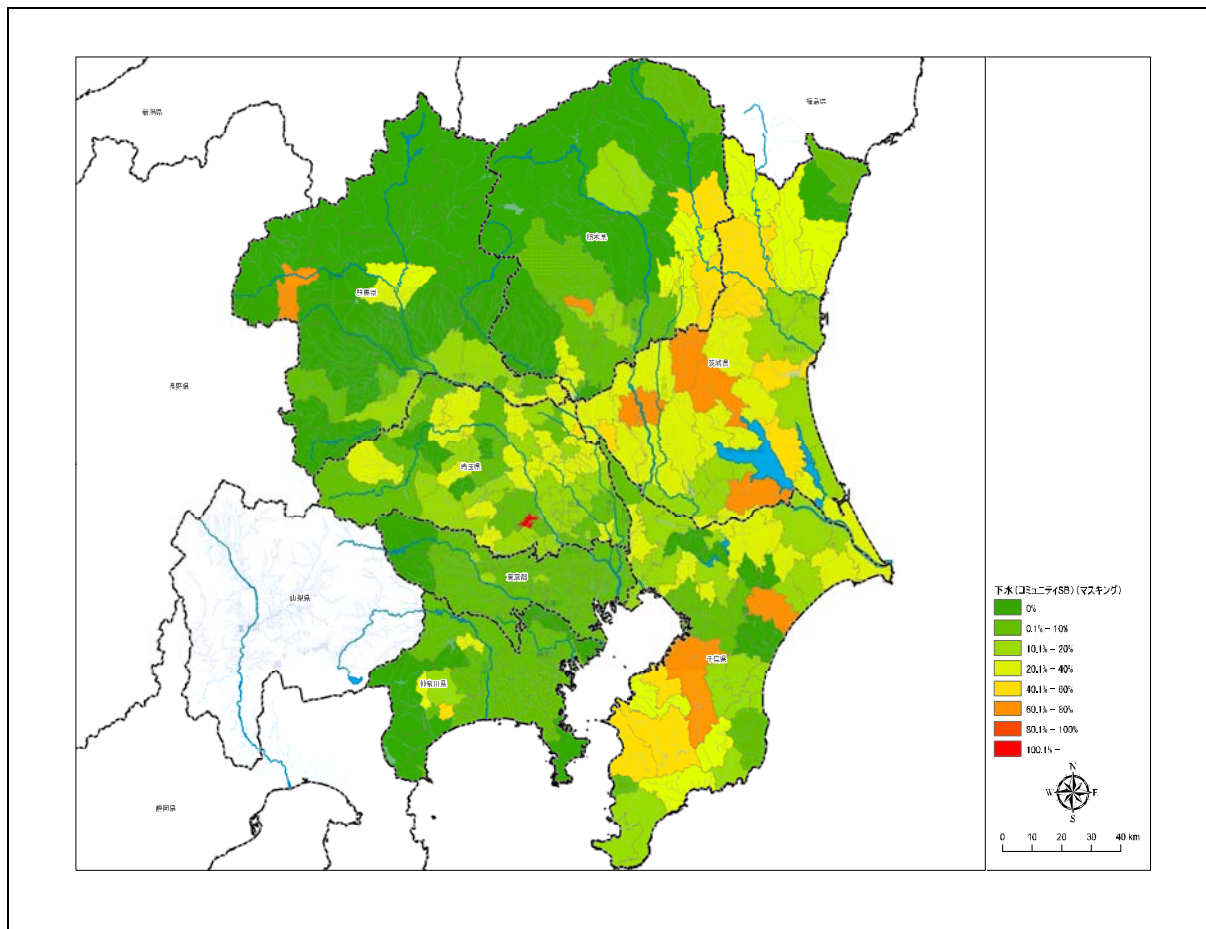 新潟県
福島県
栃木県
群馬県
茨城県
長野県
埼玉県
東京都
山梨県
千葉県
神奈川県
静岡県
下水(コミュニティSB)(マスキング)
0%
0.1% - 10%
10.1% - 20%
20.1% - 40%
40.1% - 60%
60.1% - 80%
80.1% - 100%
100.1% -
N
W E
S
0 10 20 30 40 km